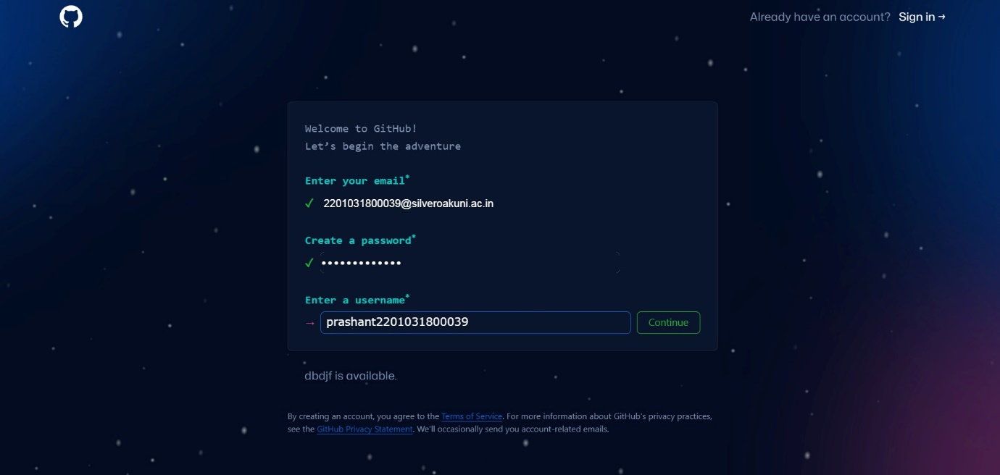 Already have an account? Sign in →
Welcome to GitHub!
Let's begin the adventure
Enter your email*
✓ 2201031800039@silveroakuni.ac.in
Create a password*
✓ •••••••••••••
Enter a username*
→ prashant2201031800039 Continue
dbdjf is available.
By creating an account, you agree to the Terms of Service. For more information about GitHub's privacy practices,
see the GitHub Privacy Statement. We'll occasionally send you account-related emails.